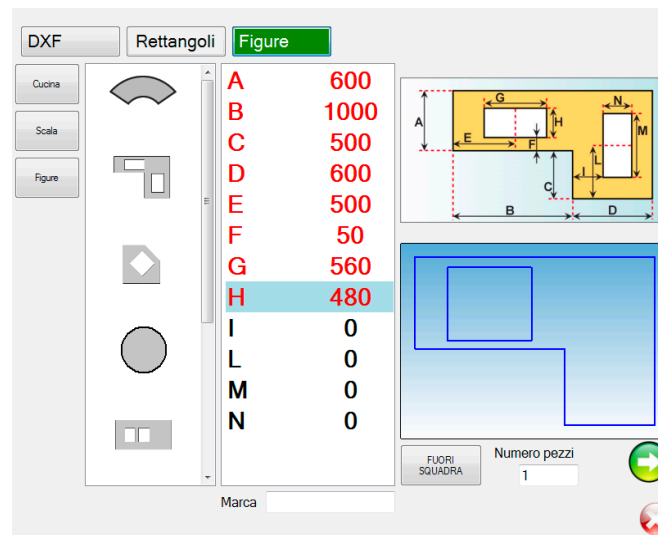 DXF
Rettangoli
Figure
Cucina
Scala
Figure
A 600
B 1000
C 500
D 600
E 500
F 50
G 560
H 480
I 0
L 0
M 0
N 0
G
N
A
H
M
E
F
L
I
C
B
D
FUORI
SQUADRA
Numero pezzi
1
Marca